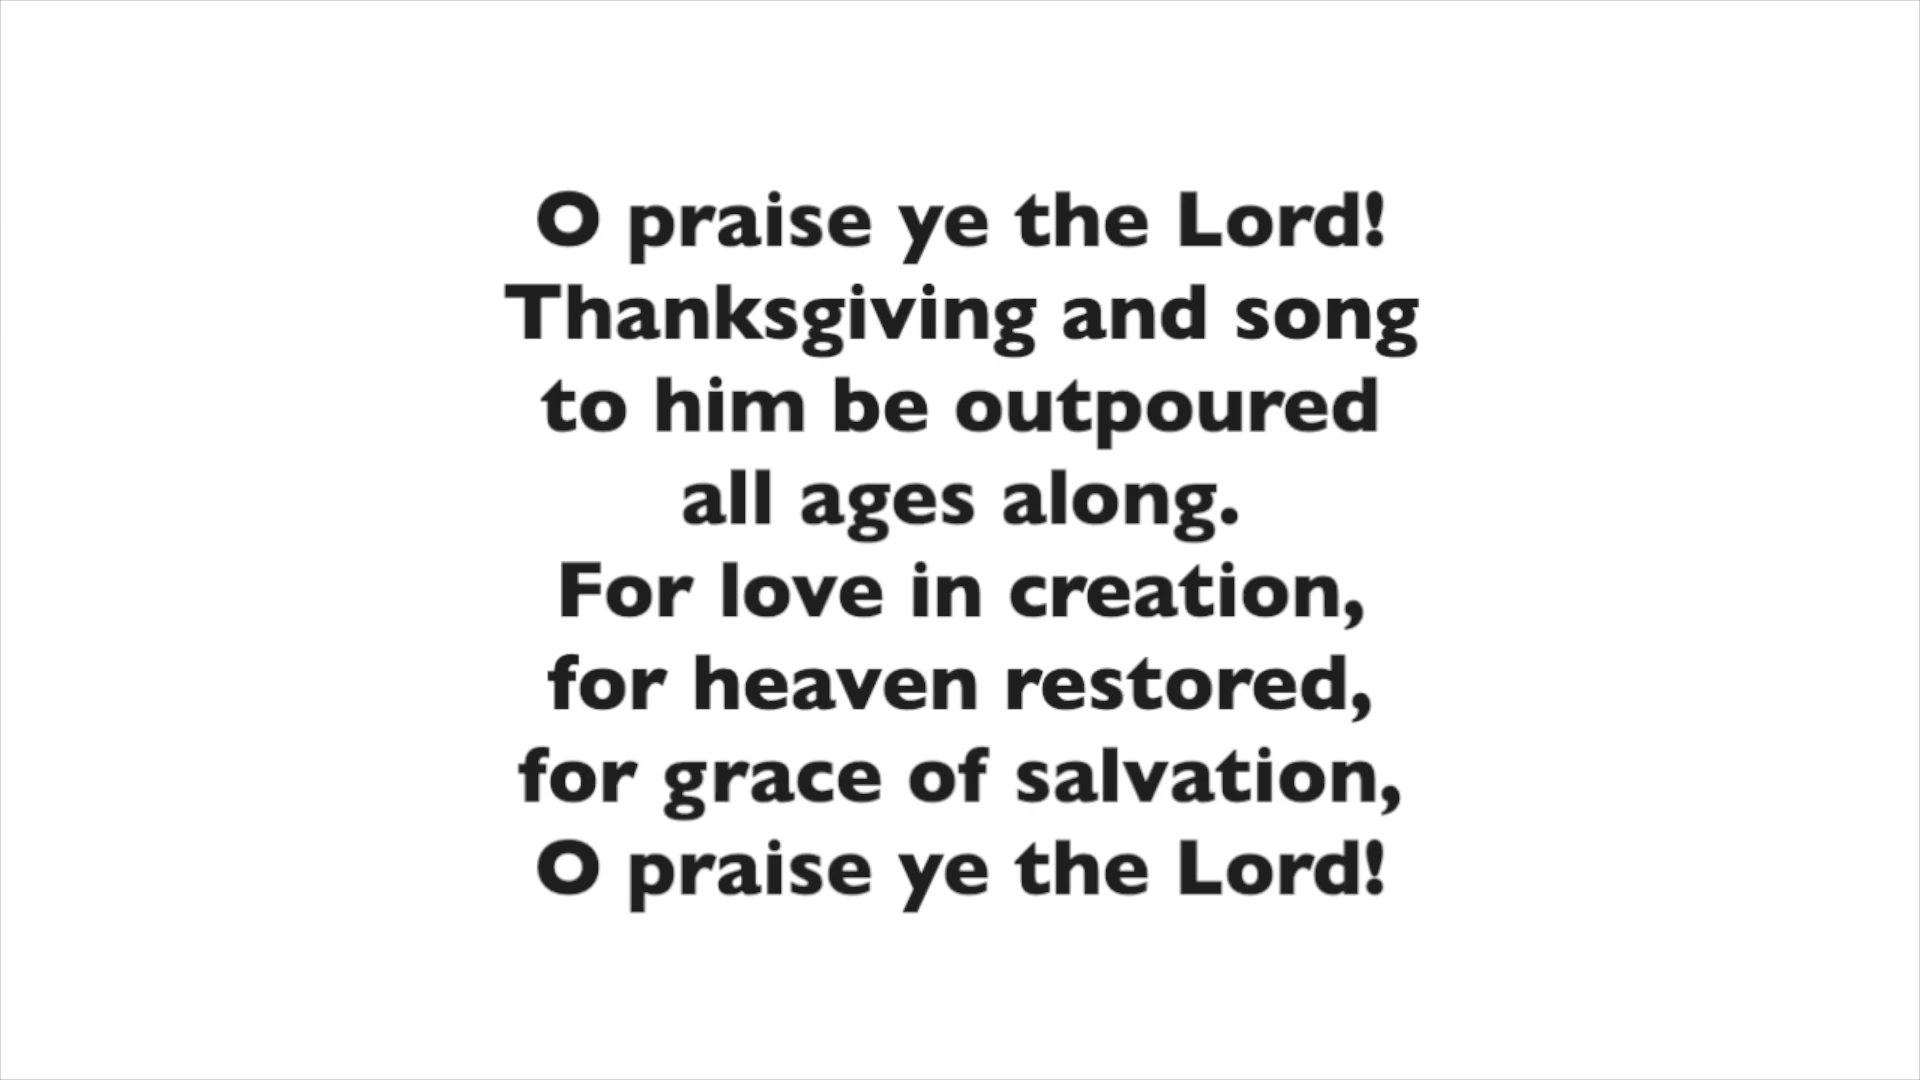 O praise ye the Lord!
Thanksgiving and song
to him be outpoured
all ages along.
For love in creation,
for heaven restored,
for grace of salvation,
O praise ye the Lord!